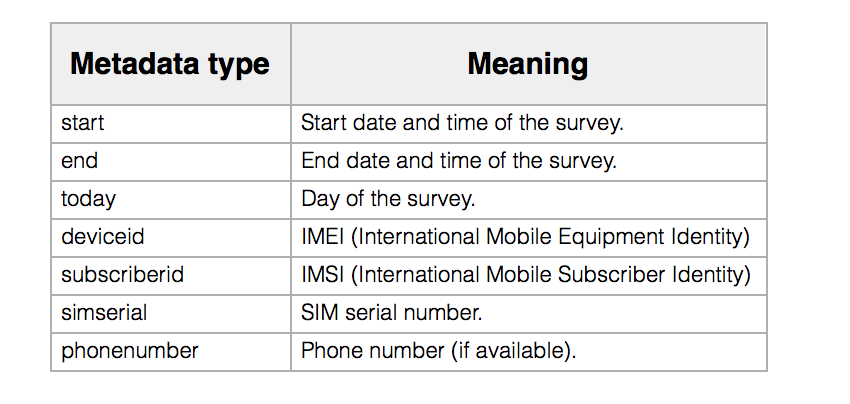 Metadata type Meaning
start Start date and time of the survey.
end End date and time of the survey.
today Day of the survey.
deviceid IMEI (International Mobile Equipment Identity)
subscriberid IMSI (International Mobile Subscriber Identity)
simserial SIM serial number.
phonenumber Phone number (if available).